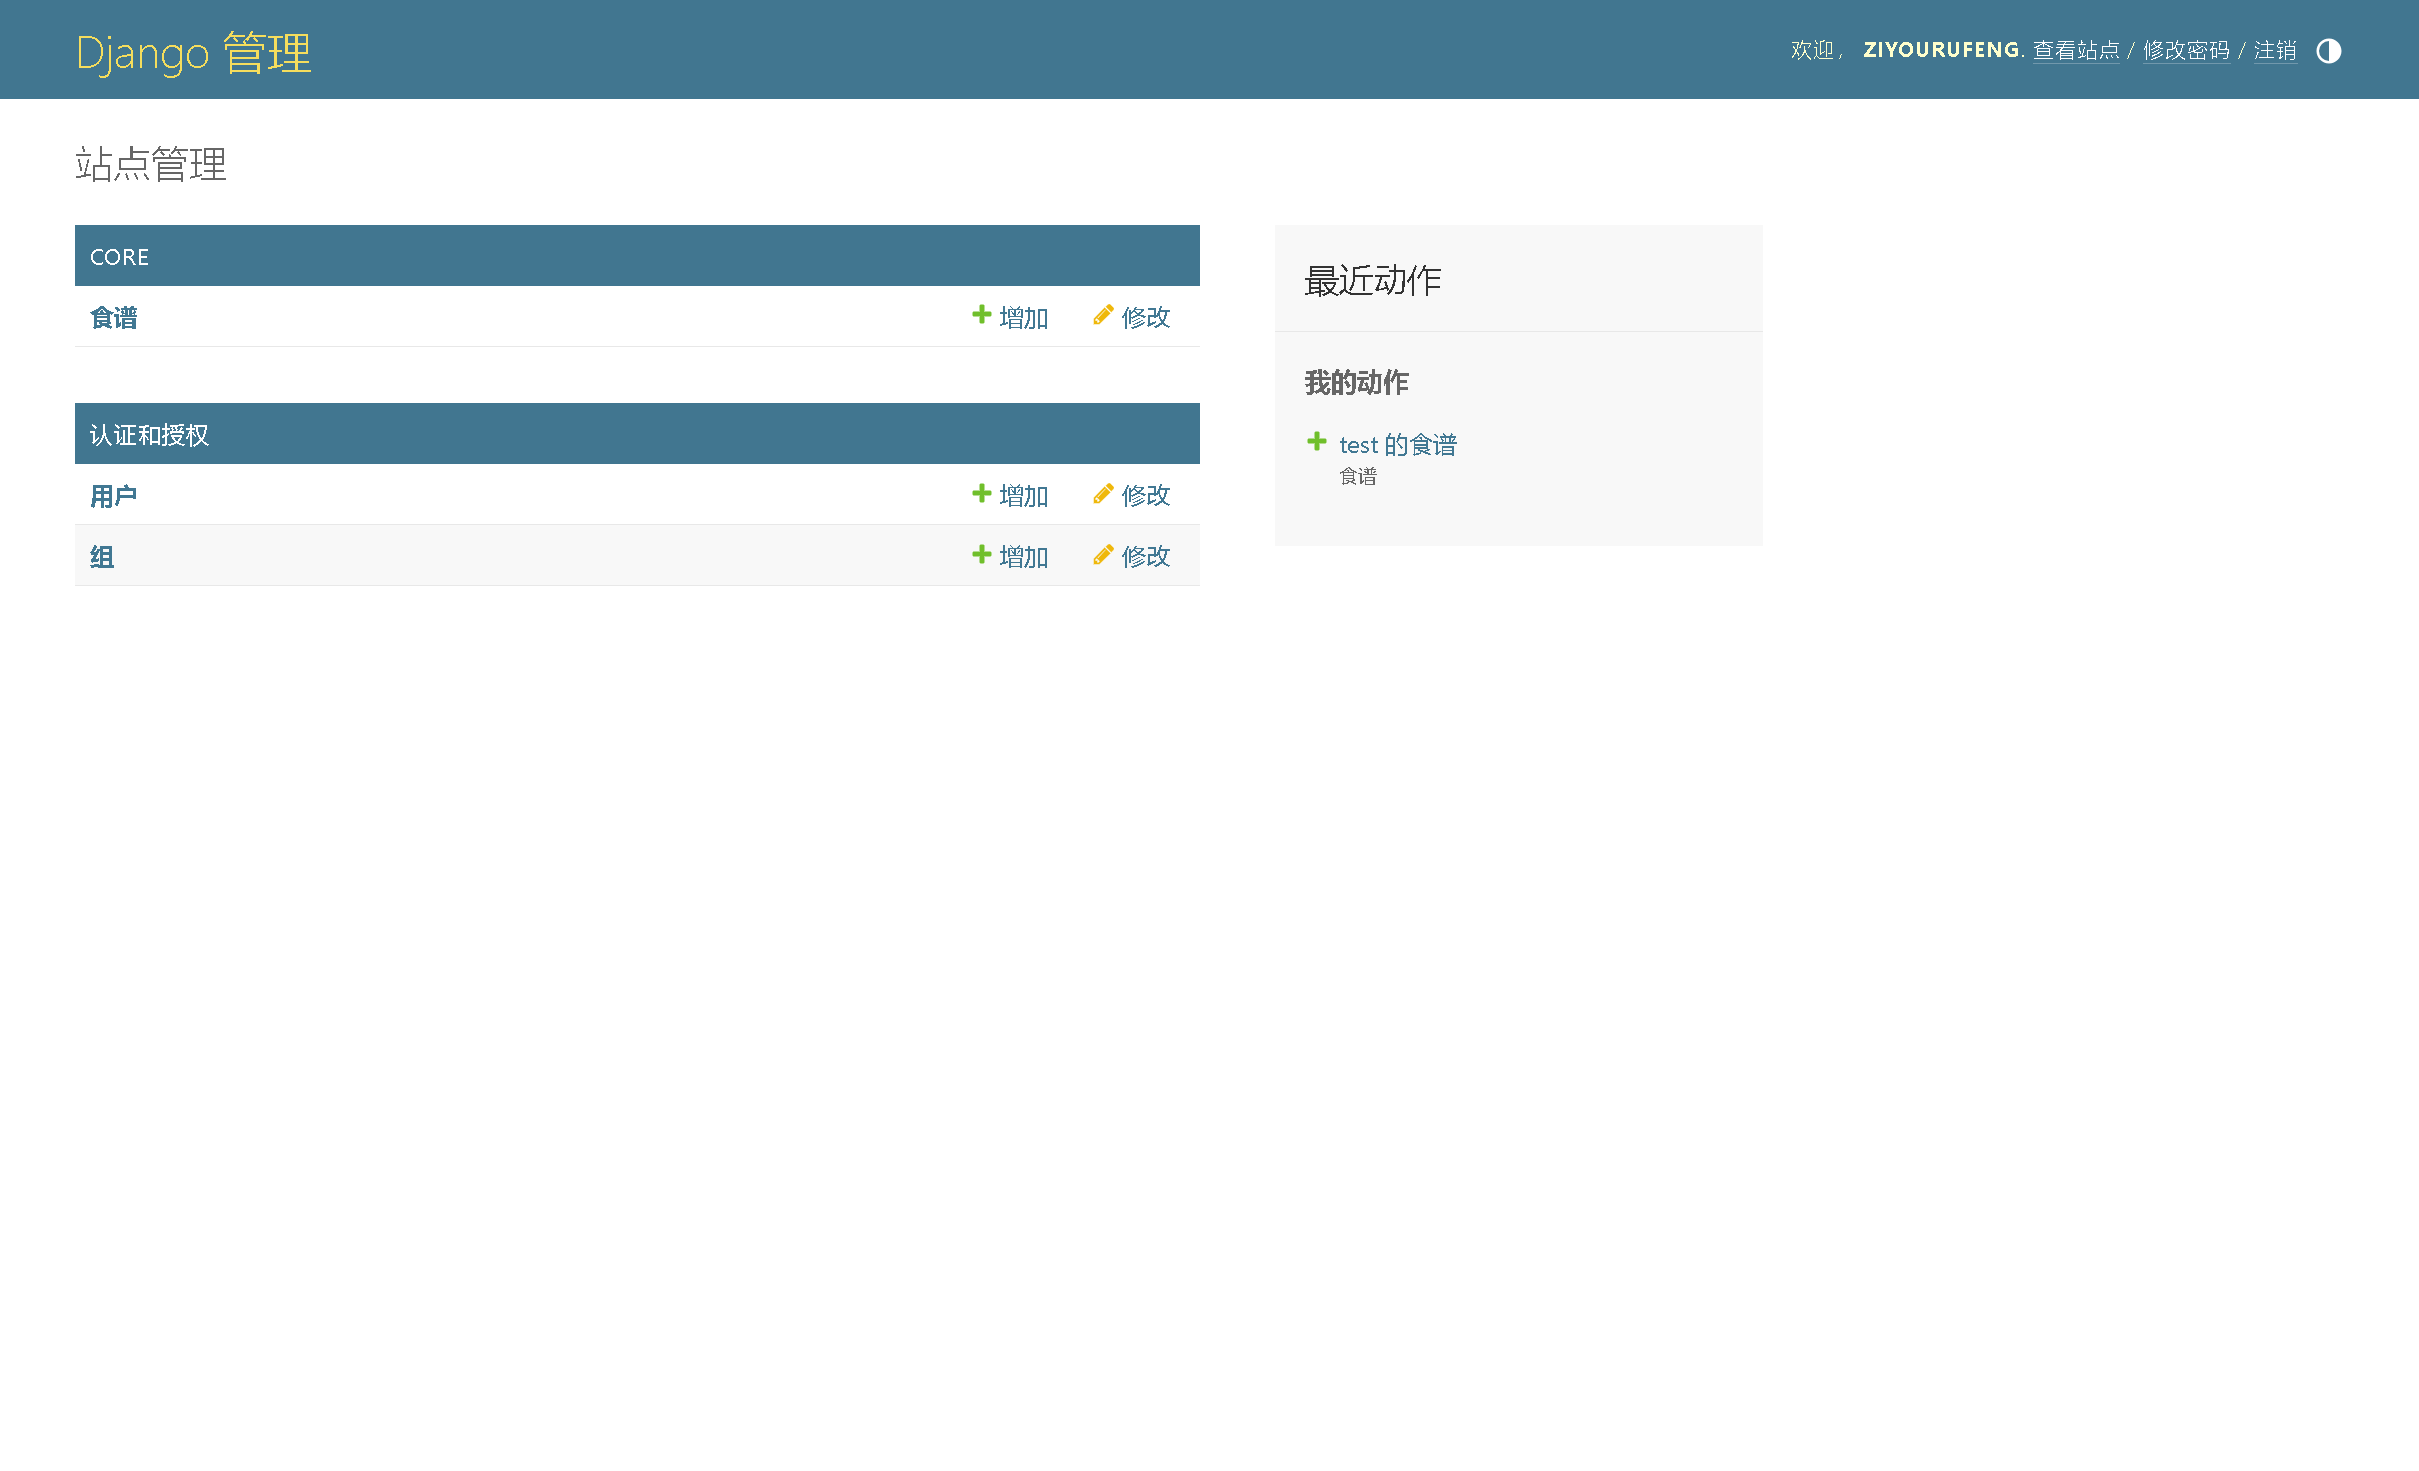 Django 管理
欢迎， ZIYOURUFENG. 查看站点 / 修改密码 / 注销
站点管理
CORE
食谱 增加 修改
认证和授权
用户 增加 修改
组 增加 修改
最近动作
我的动作
test 的食谱
食谱